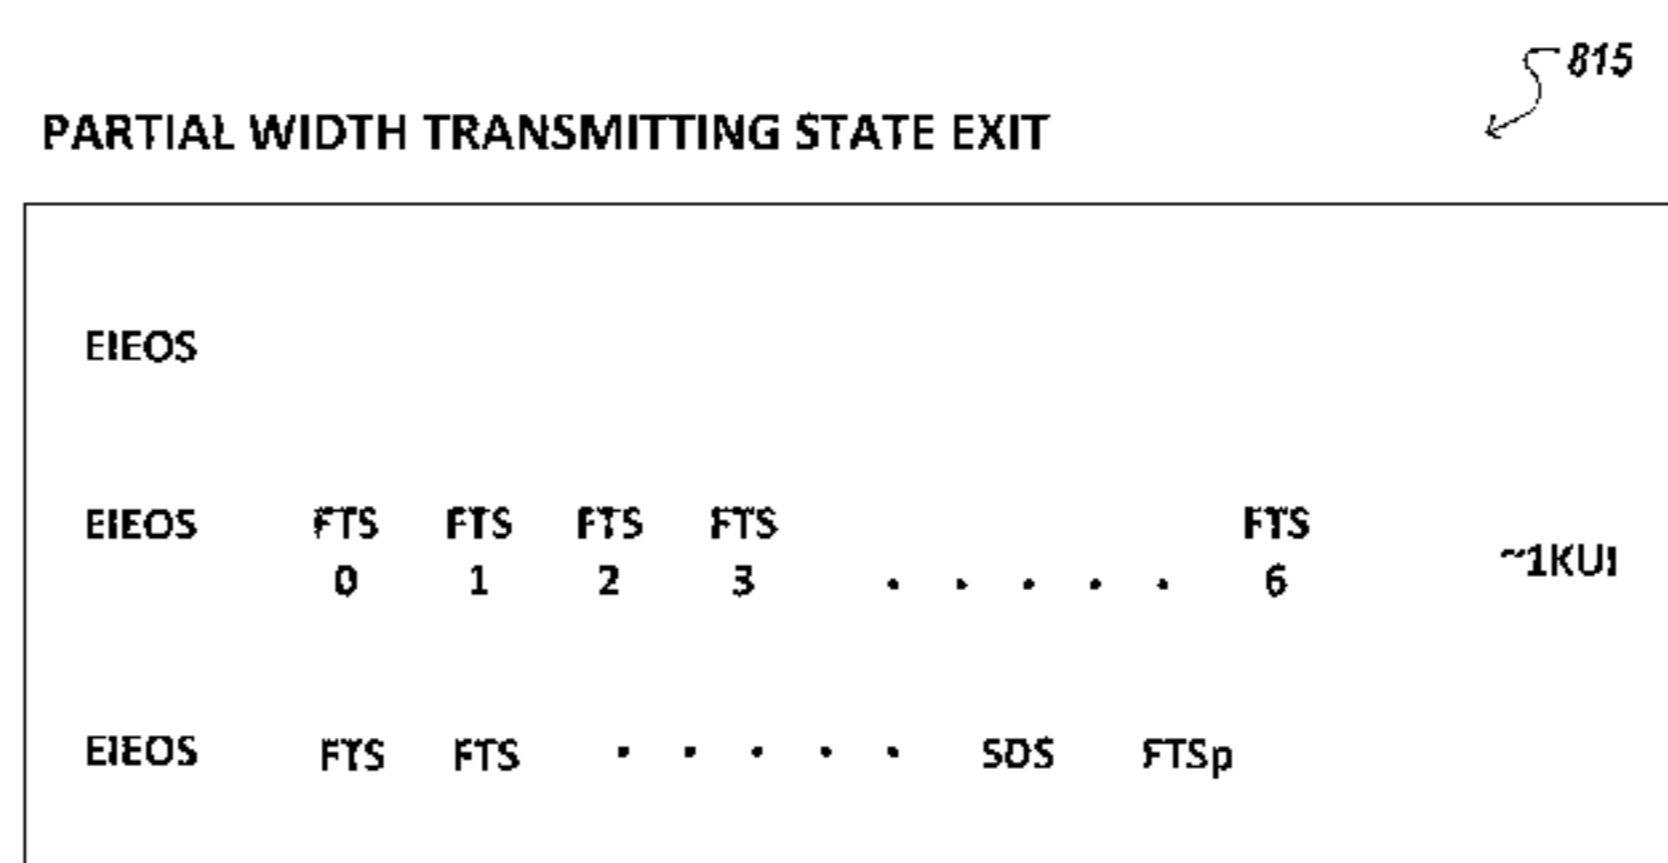 815
PARTIAL WIDTH TRANSMITTING STATE EXIT
EIEOS
EIEOS FTS FTS FTS FTS FTS
0 1 2 3 . . . . . 6 ~1KUI
EIEOS FTS FTS . . . . . SDS FTSp